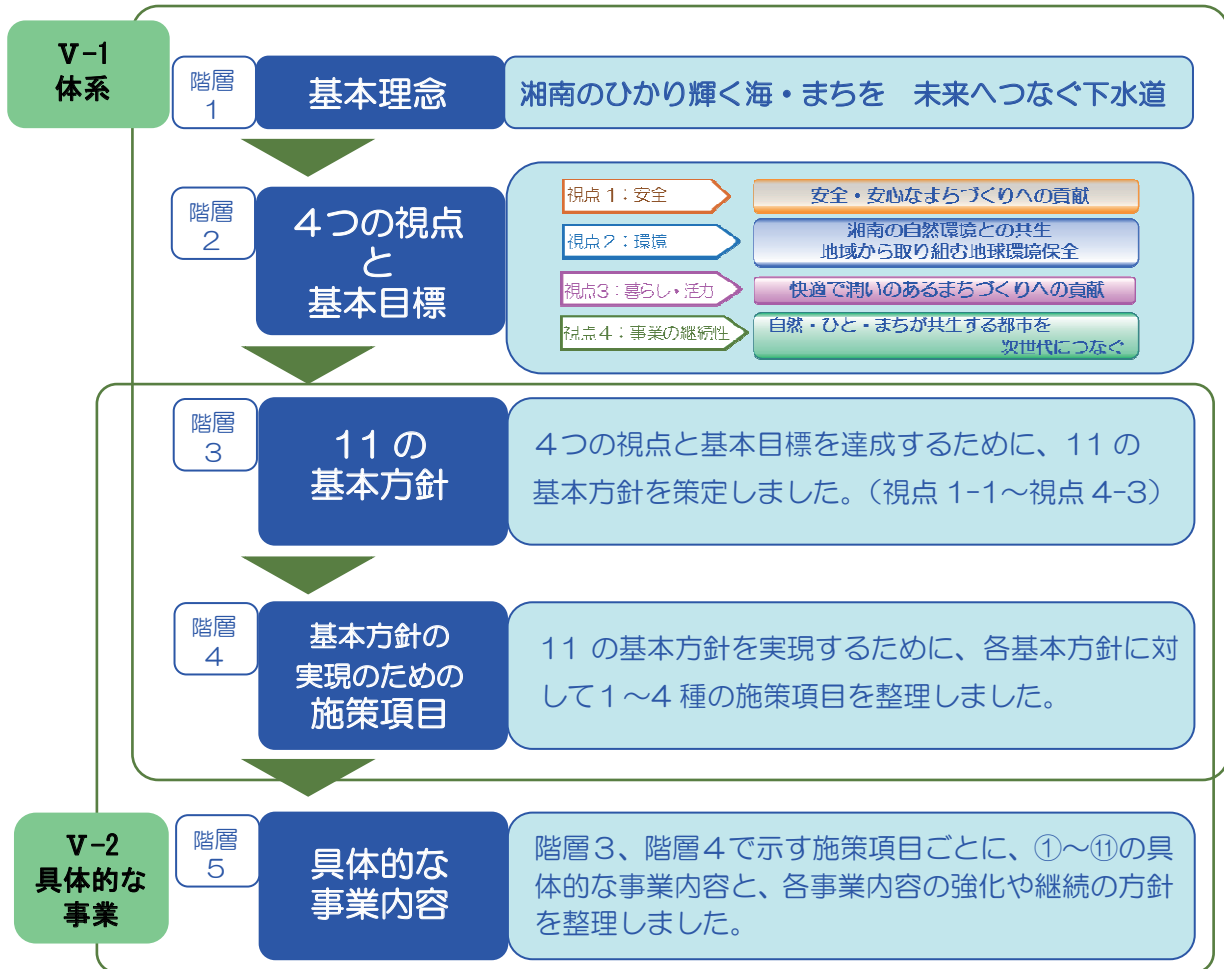 Ⅴ-1
体系
階層
1
基本理念
湘南のひかり輝く海・まちを　未来へつなぐ下水道
階層
2
4つの視点
と
基本目標
視点1：安全
安全・安心なまちづくりへの貢献
視点2：環境
湘南の自然環境との共生
地域から取り組む地球環境保全
視点3：暮らし・活力
快適で潤いのあるまちづくりへの貢献
視点4：事業の継続性
自然・ひと・まちが共生する都市を
次世代につなぐ
階層
3
11の
基本方針
4つの視点と基本目標を達成するために、11の
基本方針を策定しました。（視点1-1～視点4-3）
階層
4
基本方針の
実現のための
施策項目
11の基本方針を実現するために、各基本方針に対
して1～4種の施策項目を整理しました。
Ⅴ-2
具体的な
事業
階層
5
具体的な
事業内容
階層3、階層4で示す施策項目ごとに、①～⑪の具
体的な事業内容と、各事業内容の強化や継続の方針
を整理しました。